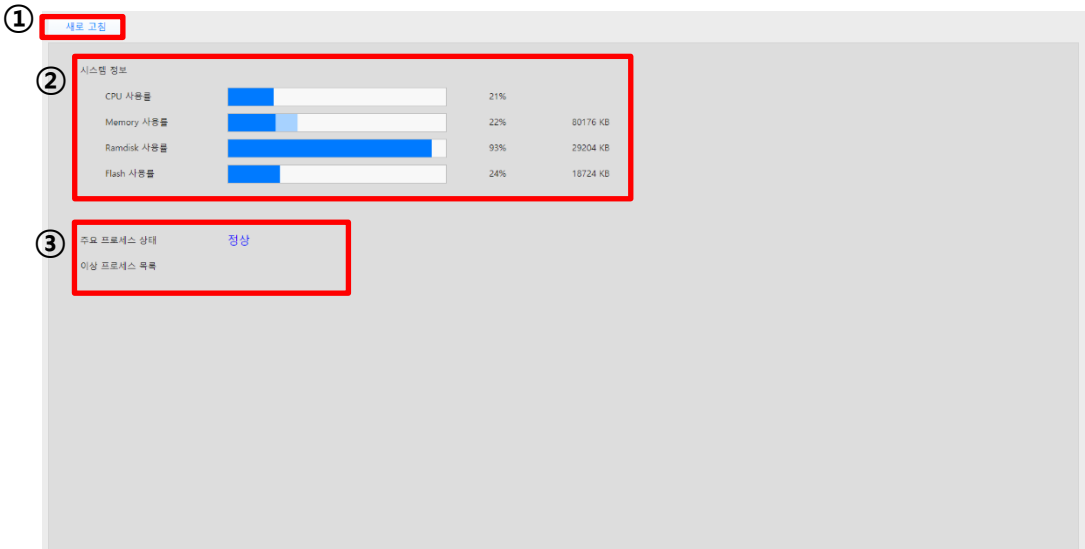 ①
새로 고침
②
시스템 정보
CPU 사용률 21%
Memory 사용률 22% 80176 KB
Ramdisk 사용률 93% 29204 KB
Flash 사용률 24% 18724 KB
③
주요 프로세스 상태 정상
이상 프로세스 목록